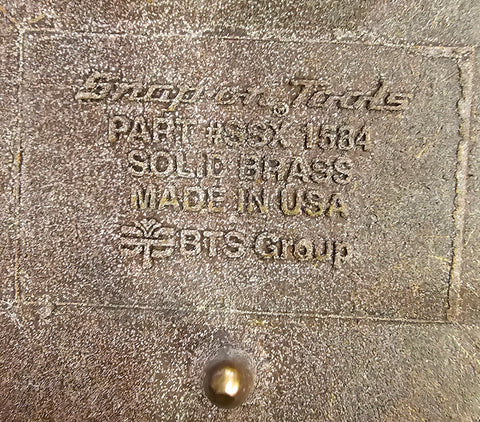 Snap-on Tools
PART #SSX 1584
SOLID BRASS
MADE IN USA
BTS Group